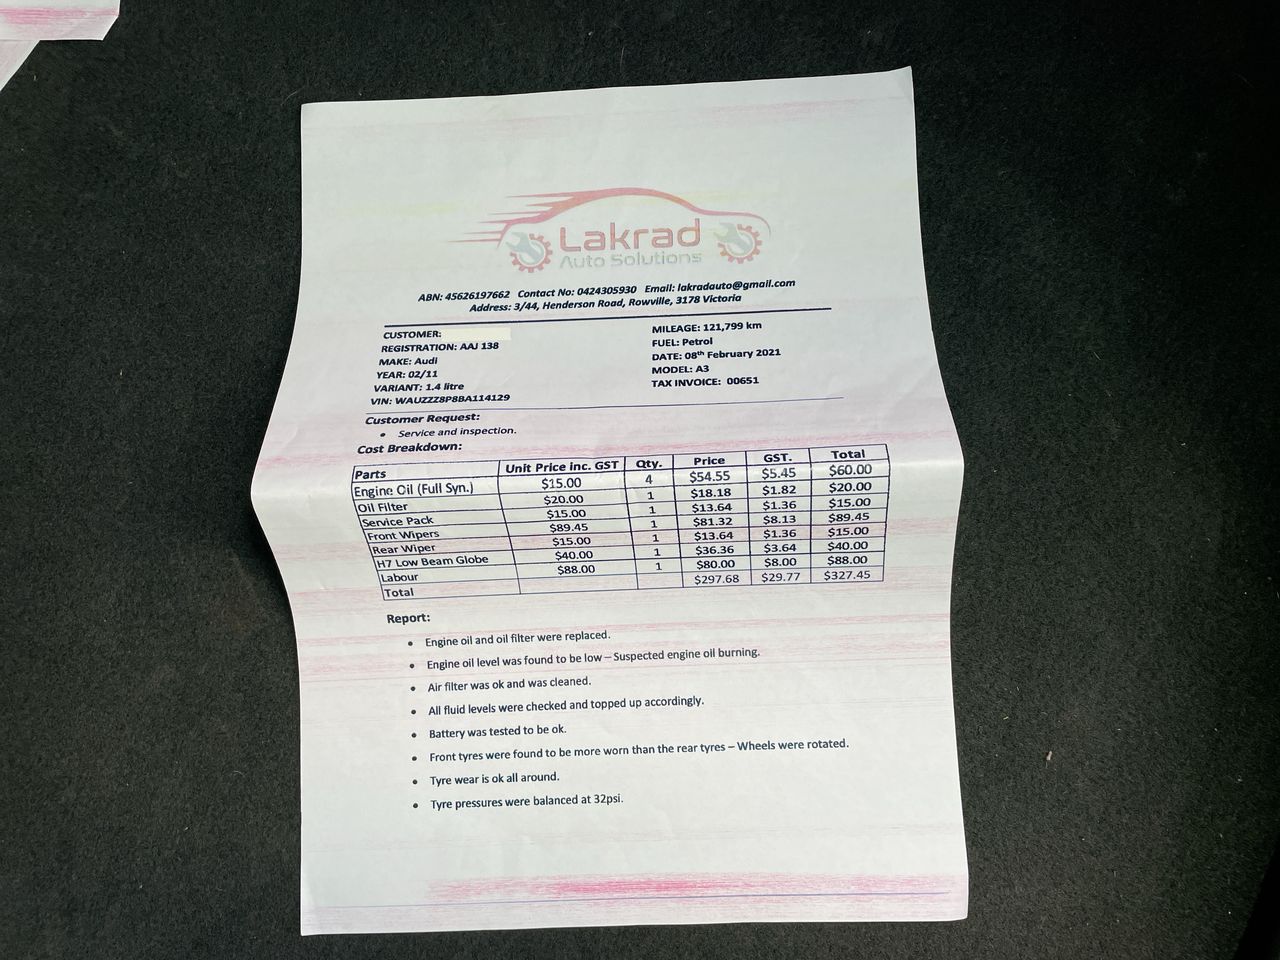 Lakrad
Auto Solutions
ABN: 45626197662 Contact No: 0424305930 Email: lakradauto@gmail.com
Address: 3/44, Henderson Road, Rowville, 3178 Victoria
CUSTOMER:
REGISTRATION: AAJ 138
MAKE: Audi
YEAR: 02/11
VARIANT: 1.4 litre
VIN: WAUZZZ8P8BA114129
MILEAGE: 121,799 km
FUEL: Petrol
DATE: 08th February 2021
MODEL: A3
TAX INVOICE: 00651
Customer Request:
• Service and inspection.
Cost Breakdown:
Parts Unit Price inc. GST Qty. Price GST. Total
Engine Oil (Full Syn.) $15.00 4 $54.55 $5.45 $60.00
Oil Filter $20.00 1 $18.18 $1.82 $20.00
Service Pack $15.00 1 $13.64 $1.36 $15.00
Front Wipers $89.45 1 $81.32 $8.13 $89.45
Rear Wiper $15.00 1 $13.64 $1.36 $15.00
H7 Low Beam Globe $40.00 1 $36.36 $3.64 $40.00
Labour $88.00 1 $80.00 $8.00 $88.00
Total $297.68 $29.77 $327.45
Report:
• Engine oil and oil filter were replaced.
• Engine oil level was found to be low – Suspected engine oil burning.
• Air filter was ok and was cleaned.
• All fluid levels were checked and topped up accordingly.
• Battery was tested to be ok.
• Front tyres were found to be more worn than the rear tyres – Wheels were rotated.
• Tyre wear is ok all around.
• Tyre pressures were balanced at 32psi.